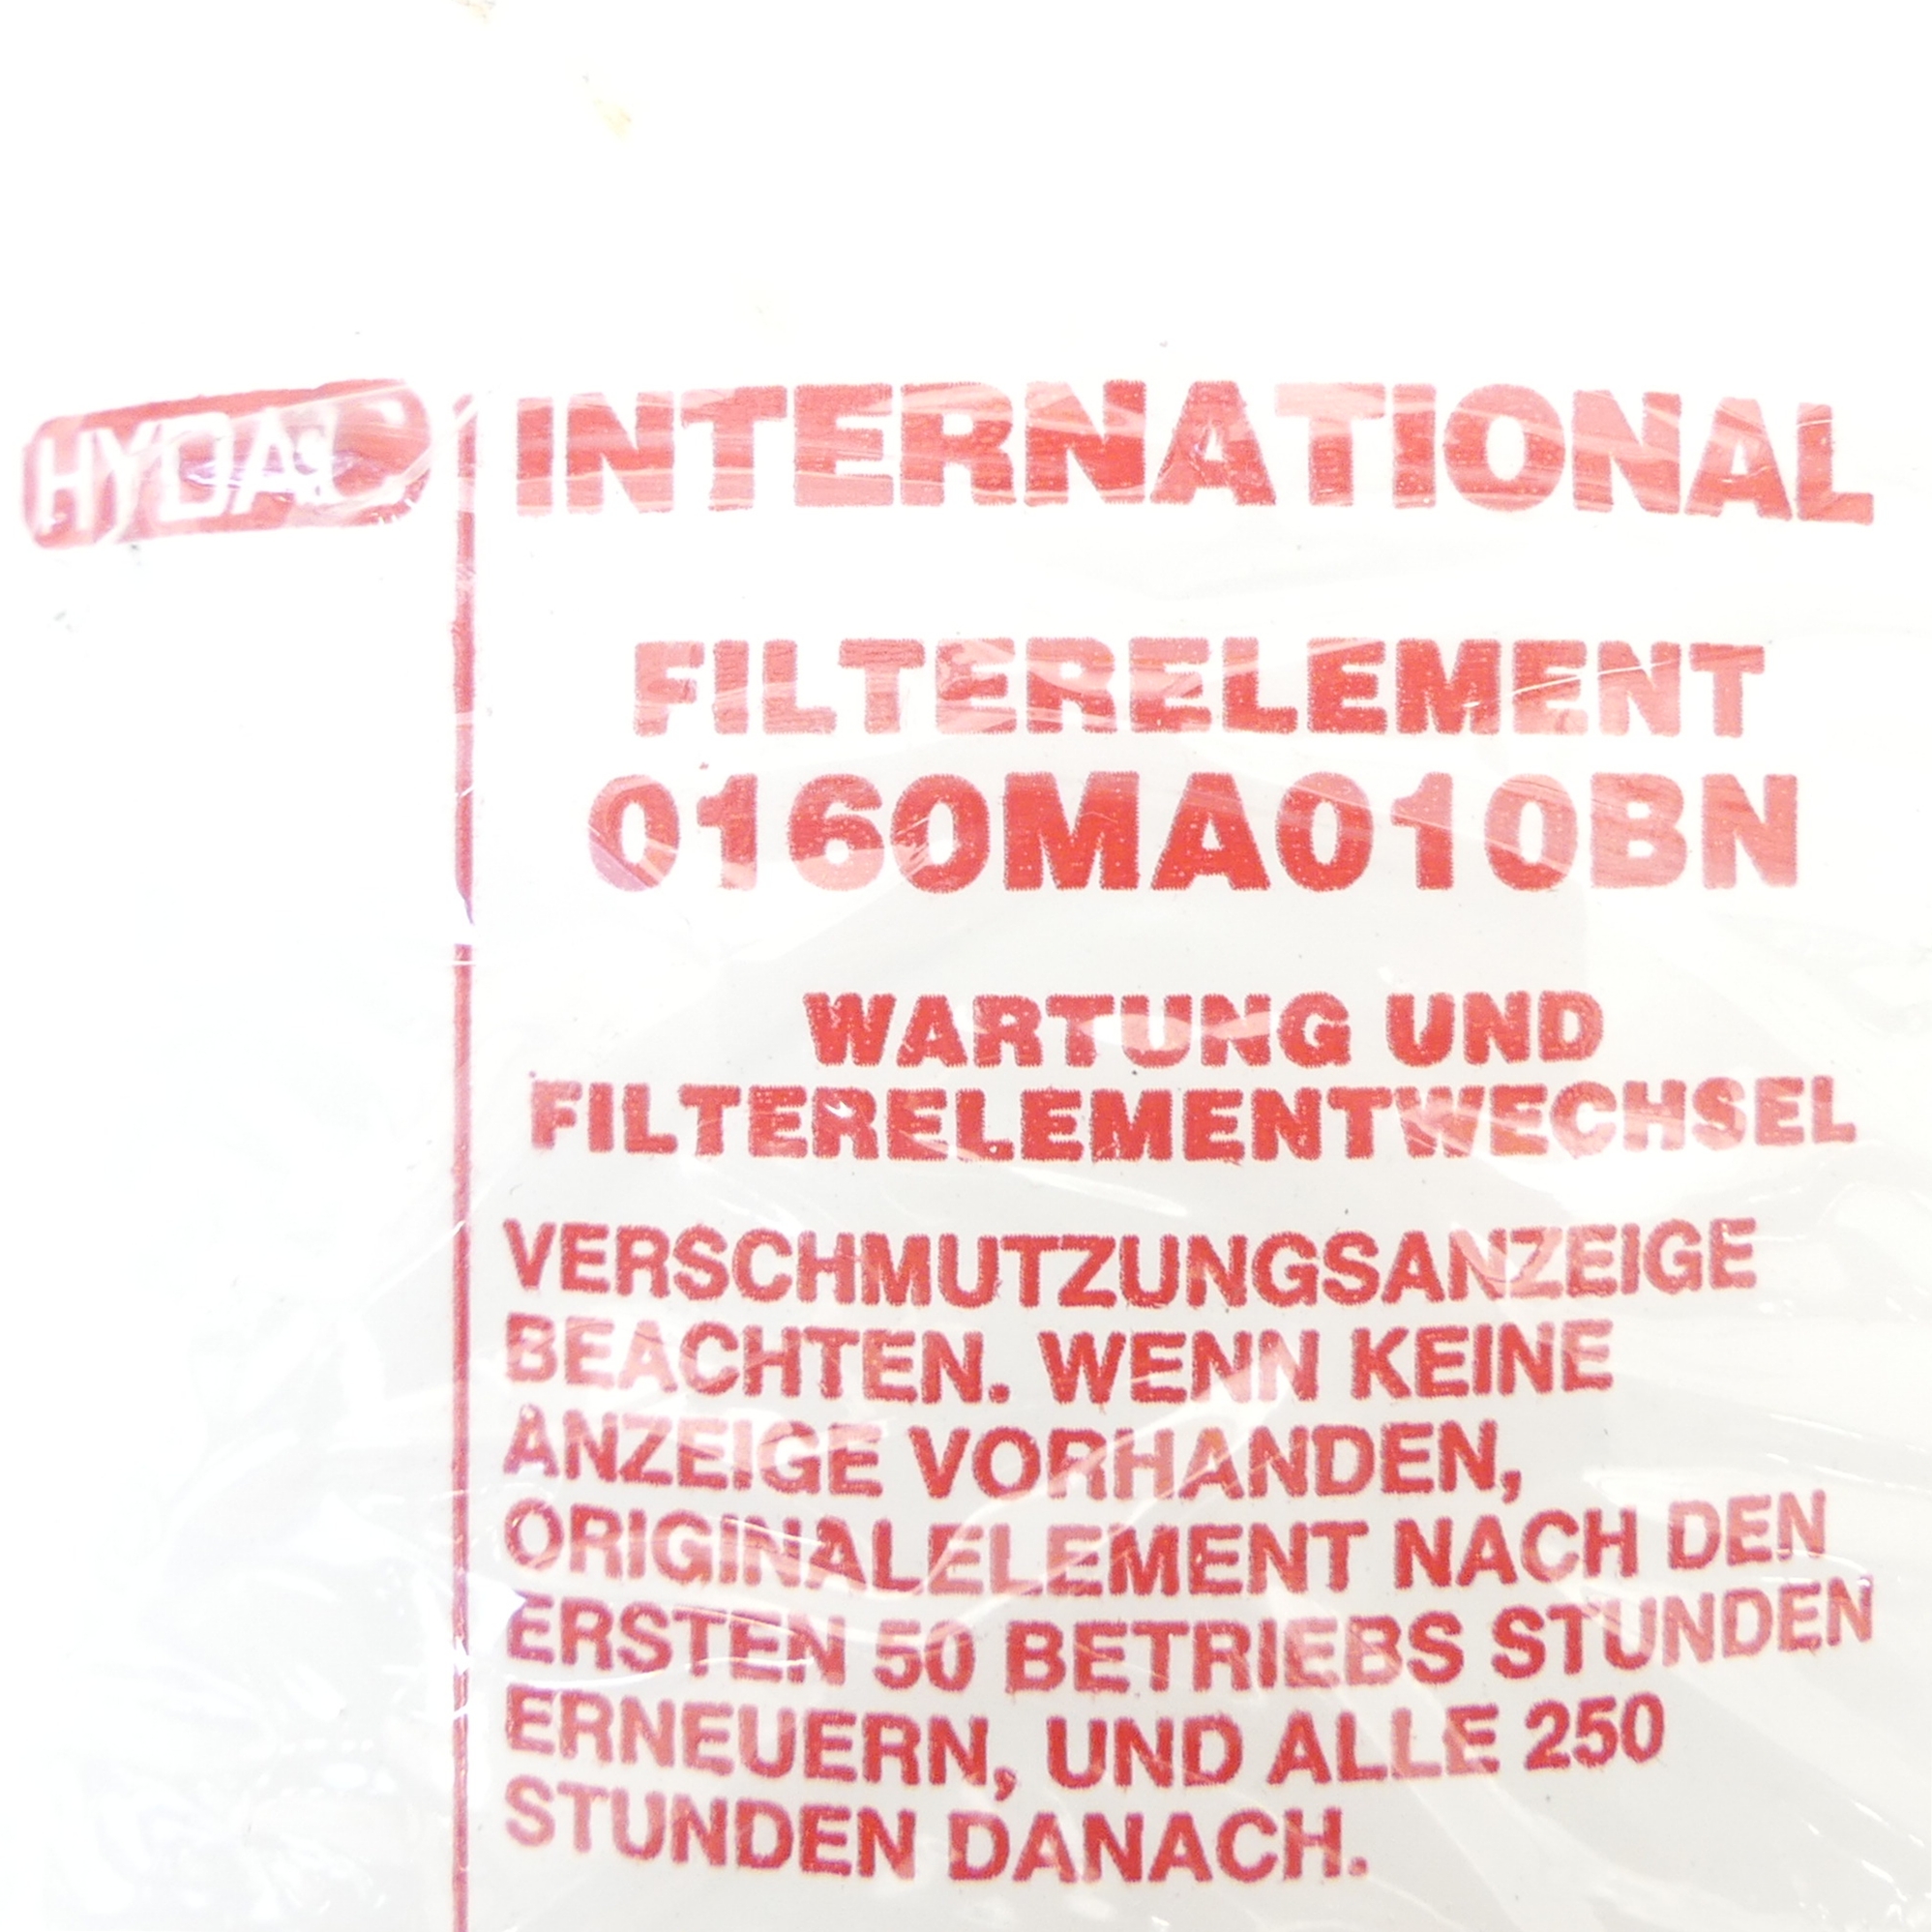 HYDAC INTERNATIONAL
FILTERELEMENT
0160MA010BN
WARTUNG UND
FILTERELEMENTWECHSEL
VERSCHMUTZUNGSANZEIGE
BEACHTEN. WENN KEINE
ANZEIGE VORHANDEN,
ORIGINALELEMENT NACH DEN
ERSTEN 50 BETRIEBS STUNDEN
ERNEUERN, UND ALLE 250
STUNDEN DANACH.